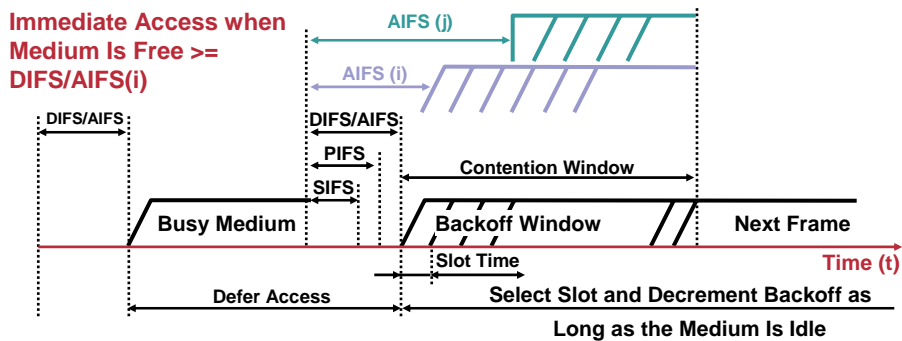 Immediate Access when
Medium Is Free >=
DIFS/AIFS(i)
AIFS (j)
AIFS (i)
DIFS/AIFS
DIFS/AIFS
PIFS
SIFS
Contention Window
Busy Medium
Backoff Window
Next Frame
Time (t)
Slot Time
Defer Access
Select Slot and Decrement Backoff as
Long as the Medium Is Idle